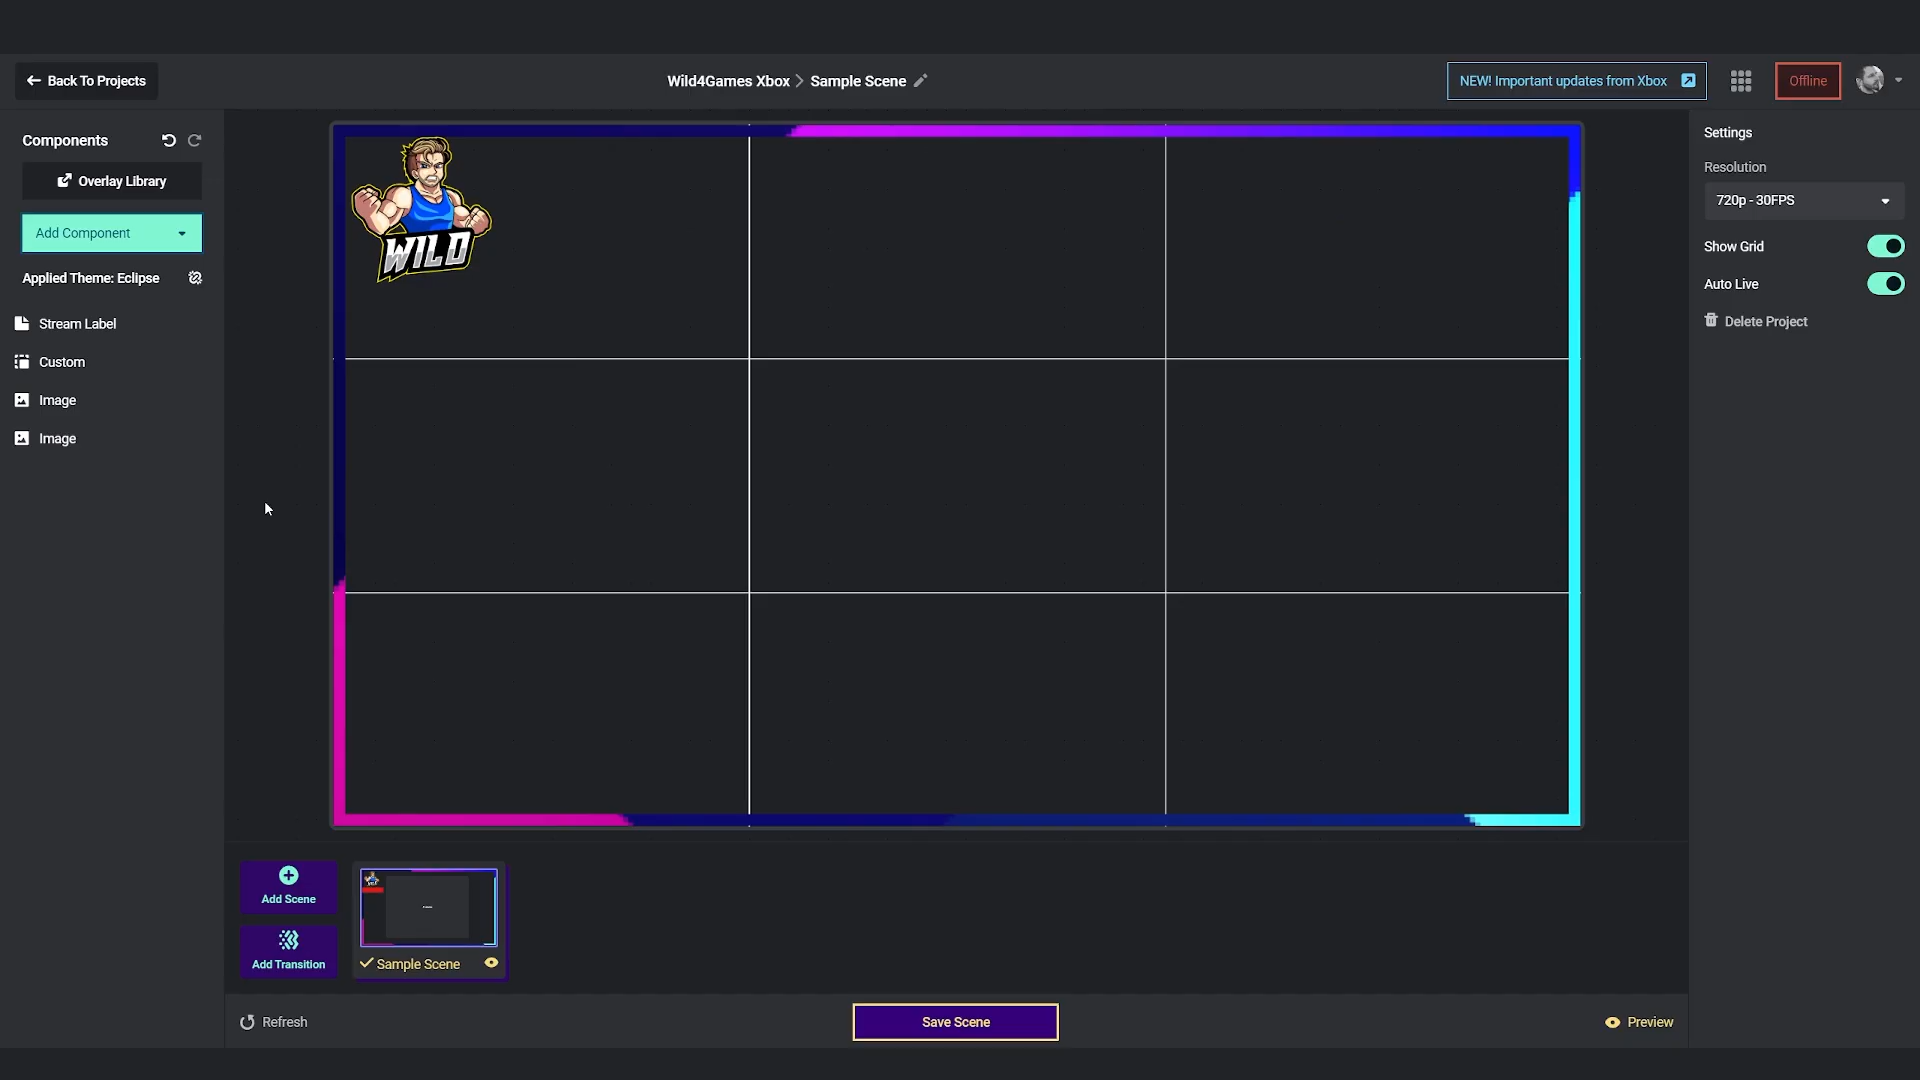 Back To Projects
Wild4Games Xbox > Sample Scene
NEW! Important updates from Xbox
Offline
Components
Overlay Library
Add Component
Applied Theme: Eclipse
Stream Label
Custom
Image
Image
WILD
Settings
Resolution
720p - 30FPS
Show Grid
Auto Live
Delete Project
Add Scene
Add Transition
Sample Scene
Refresh
Save Scene
Preview